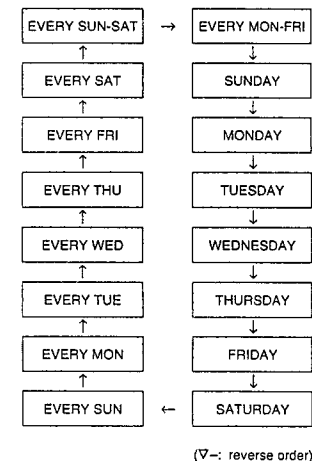 EVERY SUN-SAT → EVERY MON-FRI
↑ ↓
EVERY SAT SUNDAY
↑ ↓
EVERY FRI MONDAY
↑ ↓
EVERY THU TUESDAY
↑ ↓
EVERY WED WEDNESDAY
↑ ↓
EVERY TUE THURSDAY
↑ ↓
EVERY MON FRIDAY
↑ ↓
EVERY SUN ← SATURDAY
(∇–: reverse order)